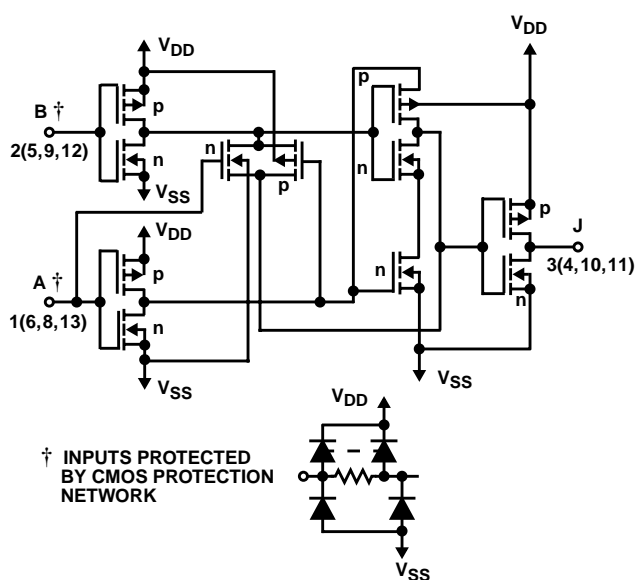 VDD
VDD
B †
p
p
2(5,9,12)
n
n
n
p
VSS
VDD
p
J
p
3(4,10,11)
A †
n
n
1(6,8,13)
n
VSS
VSS
VDD
† INPUTS PROTECTED
BY CMOS PROTECTION
NETWORK
VSS